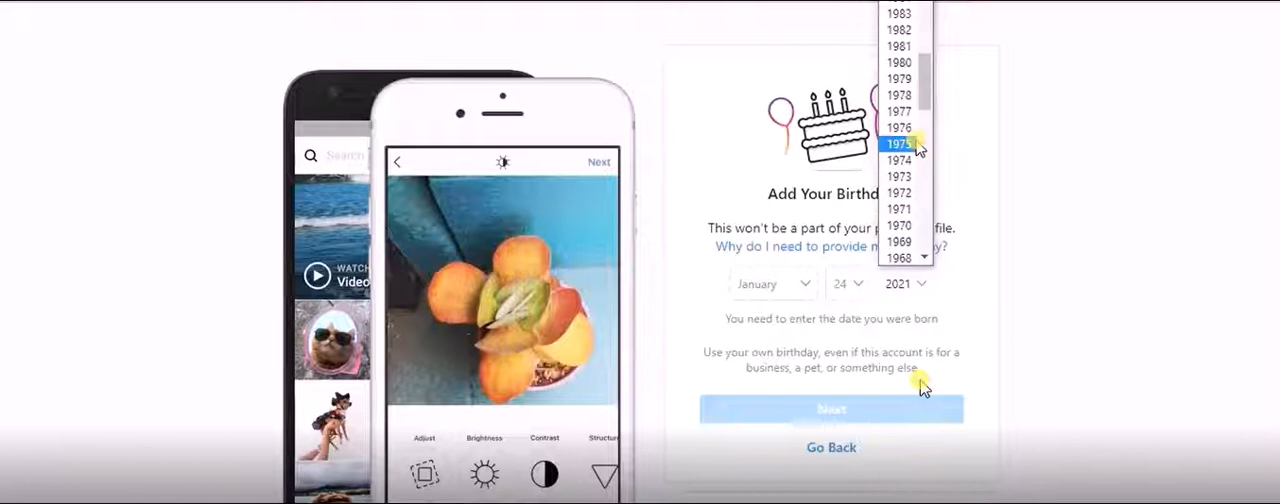 1983
1982
1981
1980
1979
1978
1977
1976
1975
1974
1973
1972
1971
1970
1969
1968
Search
WATCH
Video
Next
Adjust
Brightness
Contrast
Structure
Add Your Birthd
This won't be a part of your p file.
Why do I need to provide m y?
January 24 2021
You need to enter the date you were born
Use your own birthday, even if this account is for a
business, a pet, or something else
Next
Go Back